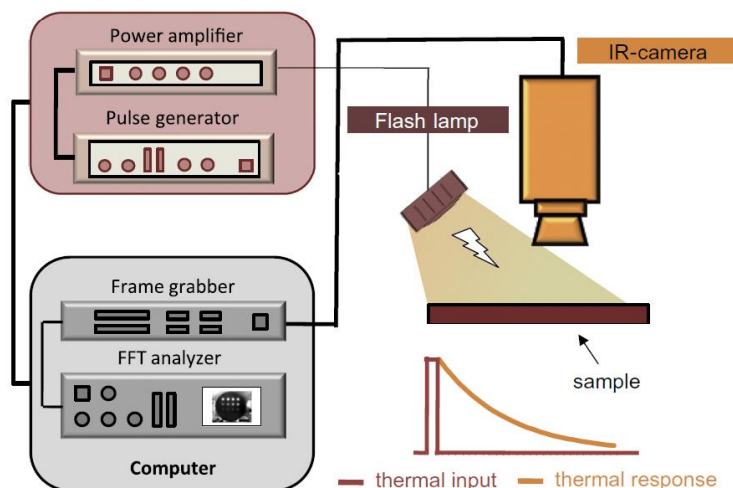 Power amplifier
Pulse generator
Frame grabber
FFT analyzer
Computer
IR-camera
Flash lamp
sample
thermal input
thermal response